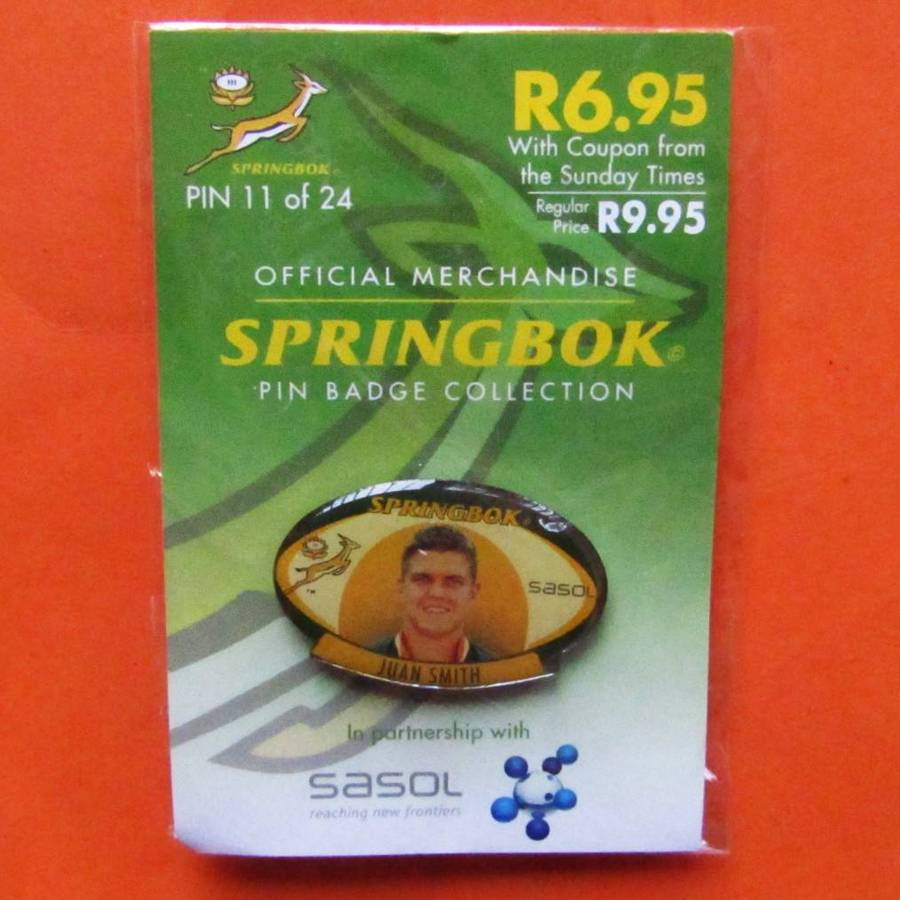 SPRINGBOK
PIN 11 of 24
R6.95
With Coupon from
the Sunday Times
Regular
Price R9.95
OFFICIAL MERCHANDISE
SPRINGBOK©
PIN BADGE COLLECTION
SPRINGBOK
TM
sasol
JUAN SMITH
In partnership with
sasol
reaching new frontiers